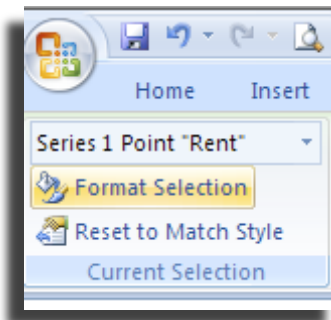 Home Insert
Series 1 Point "Rent"
Format Selection
Reset to Match Style
Current Selection